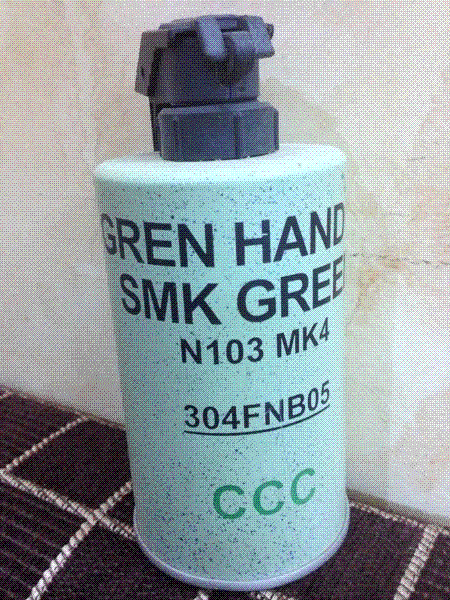 GREN HAND
SMK GREE
N103 MK4
304FNB05
CCC